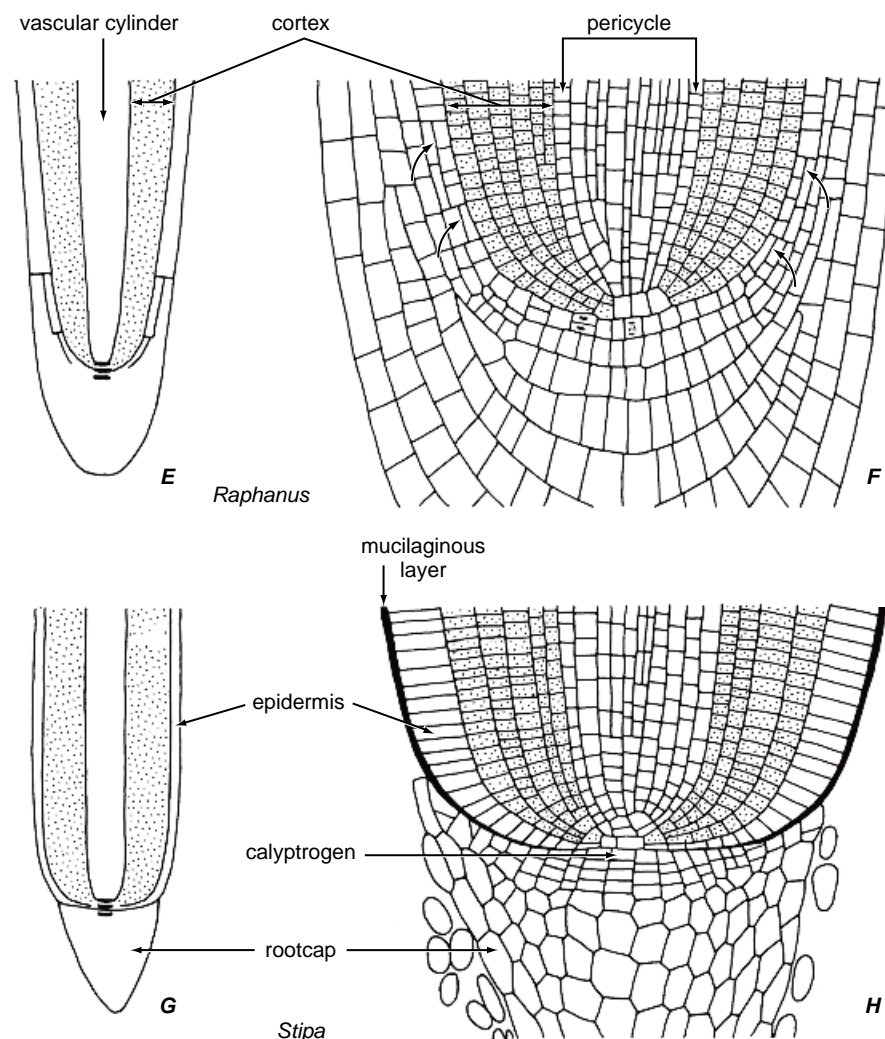 vascular cylinder
cortex
pericycle
E
F
Raphanus
mucilaginous
layer
epidermis
calyptrogen
rootcap
G
H
Stipa